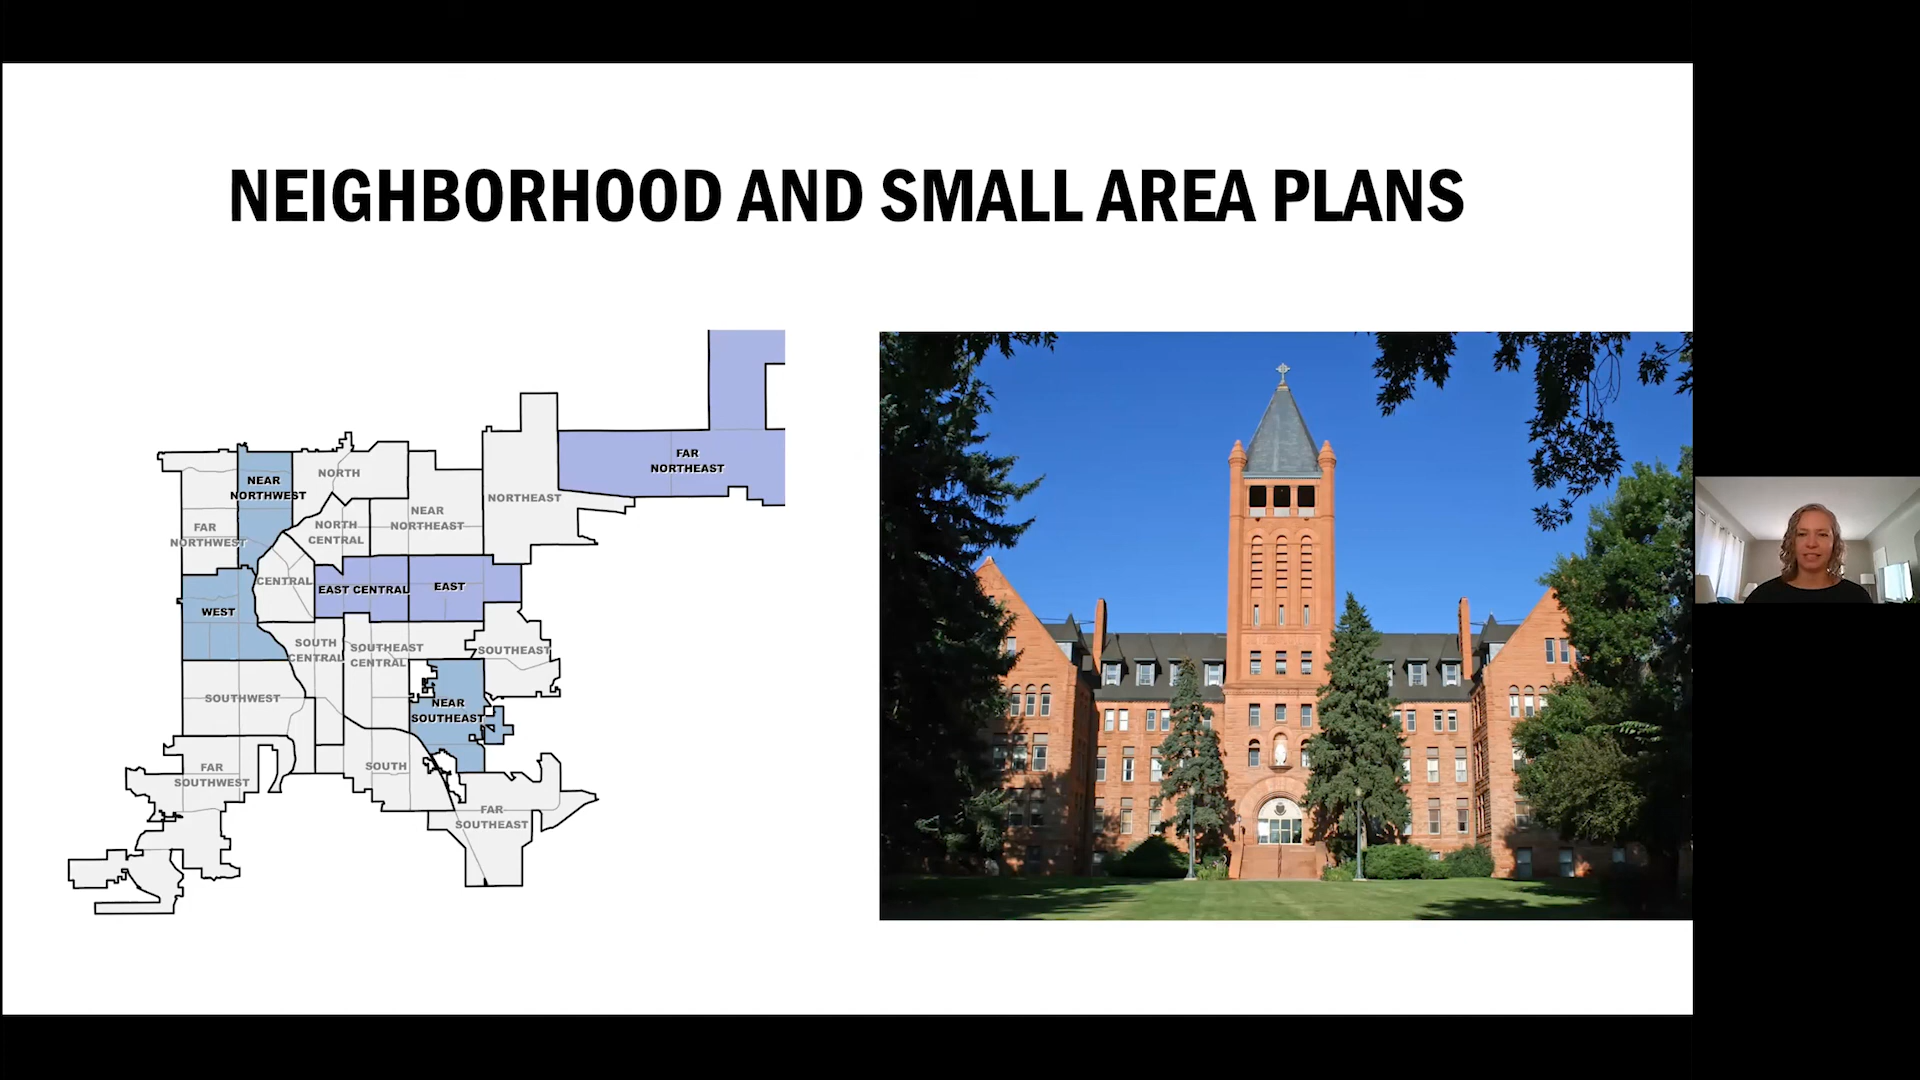 NEIGHBORHOOD AND SMALL AREA PLANS
FAR
NORTHEAST
NORTH
NEAR
NORTHWEST
NORTHEAST
NEAR
NORTHEAST
NORTH
CENTRAL
FAR
NORTHWEST
CENTRAL
EAST CENTRAL
EAST
WEST
SOUTH
CENTRAL
SOUTHEAST
CENTRAL
SOUTHEAST
SOUTHWEST
NEAR
SOUTHEAST
FAR
SOUTHWEST
SOUTH
FAR
SOUTHEAST